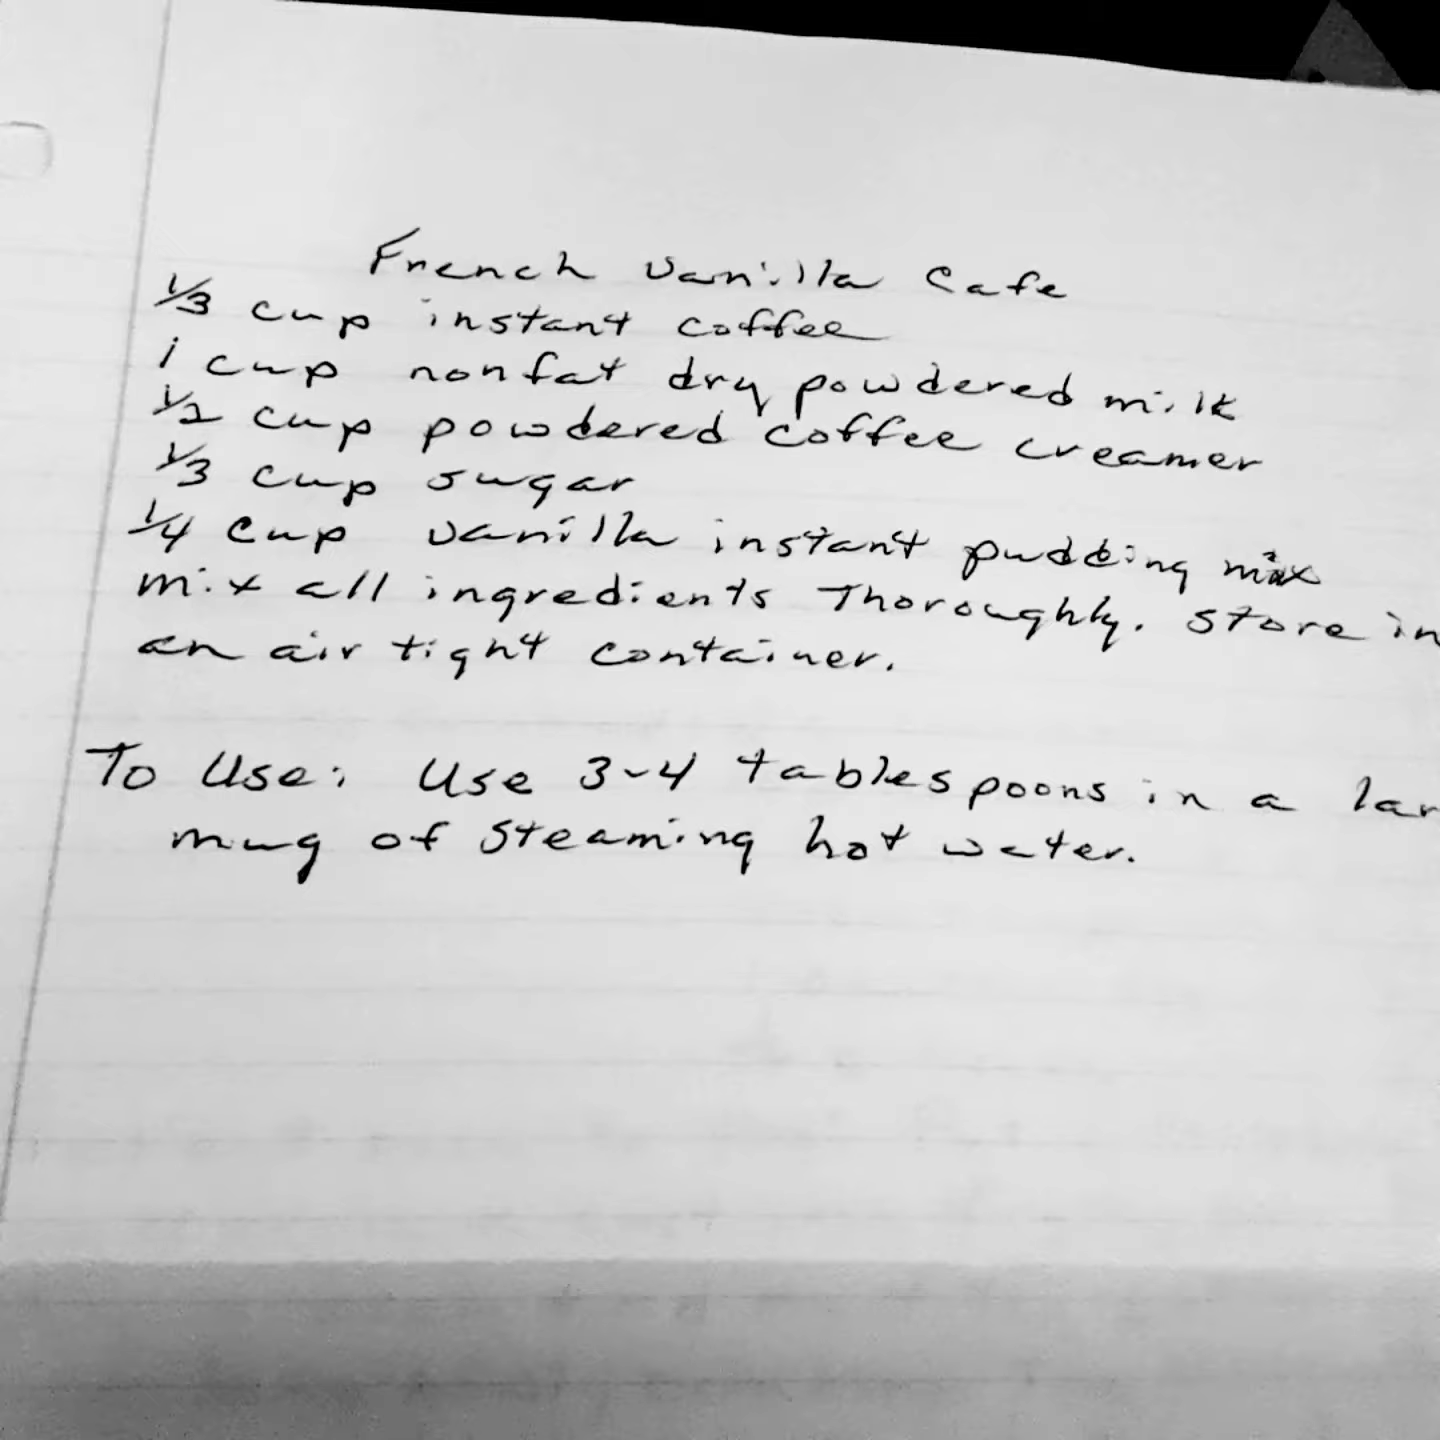 French Vanilla Cafe
1/3 cup instant coffee
1 cup nonfat dry powdered milk
1/2 cup powdered coffee creamer
1/3 cup sugar
1/4 cup vanilla instant pudding mix
mix all ingredients Thoroughly. Store in
an air tight container.
To Use: Use 3-4 tablespoons in a lar
mug of Steaming hot water.